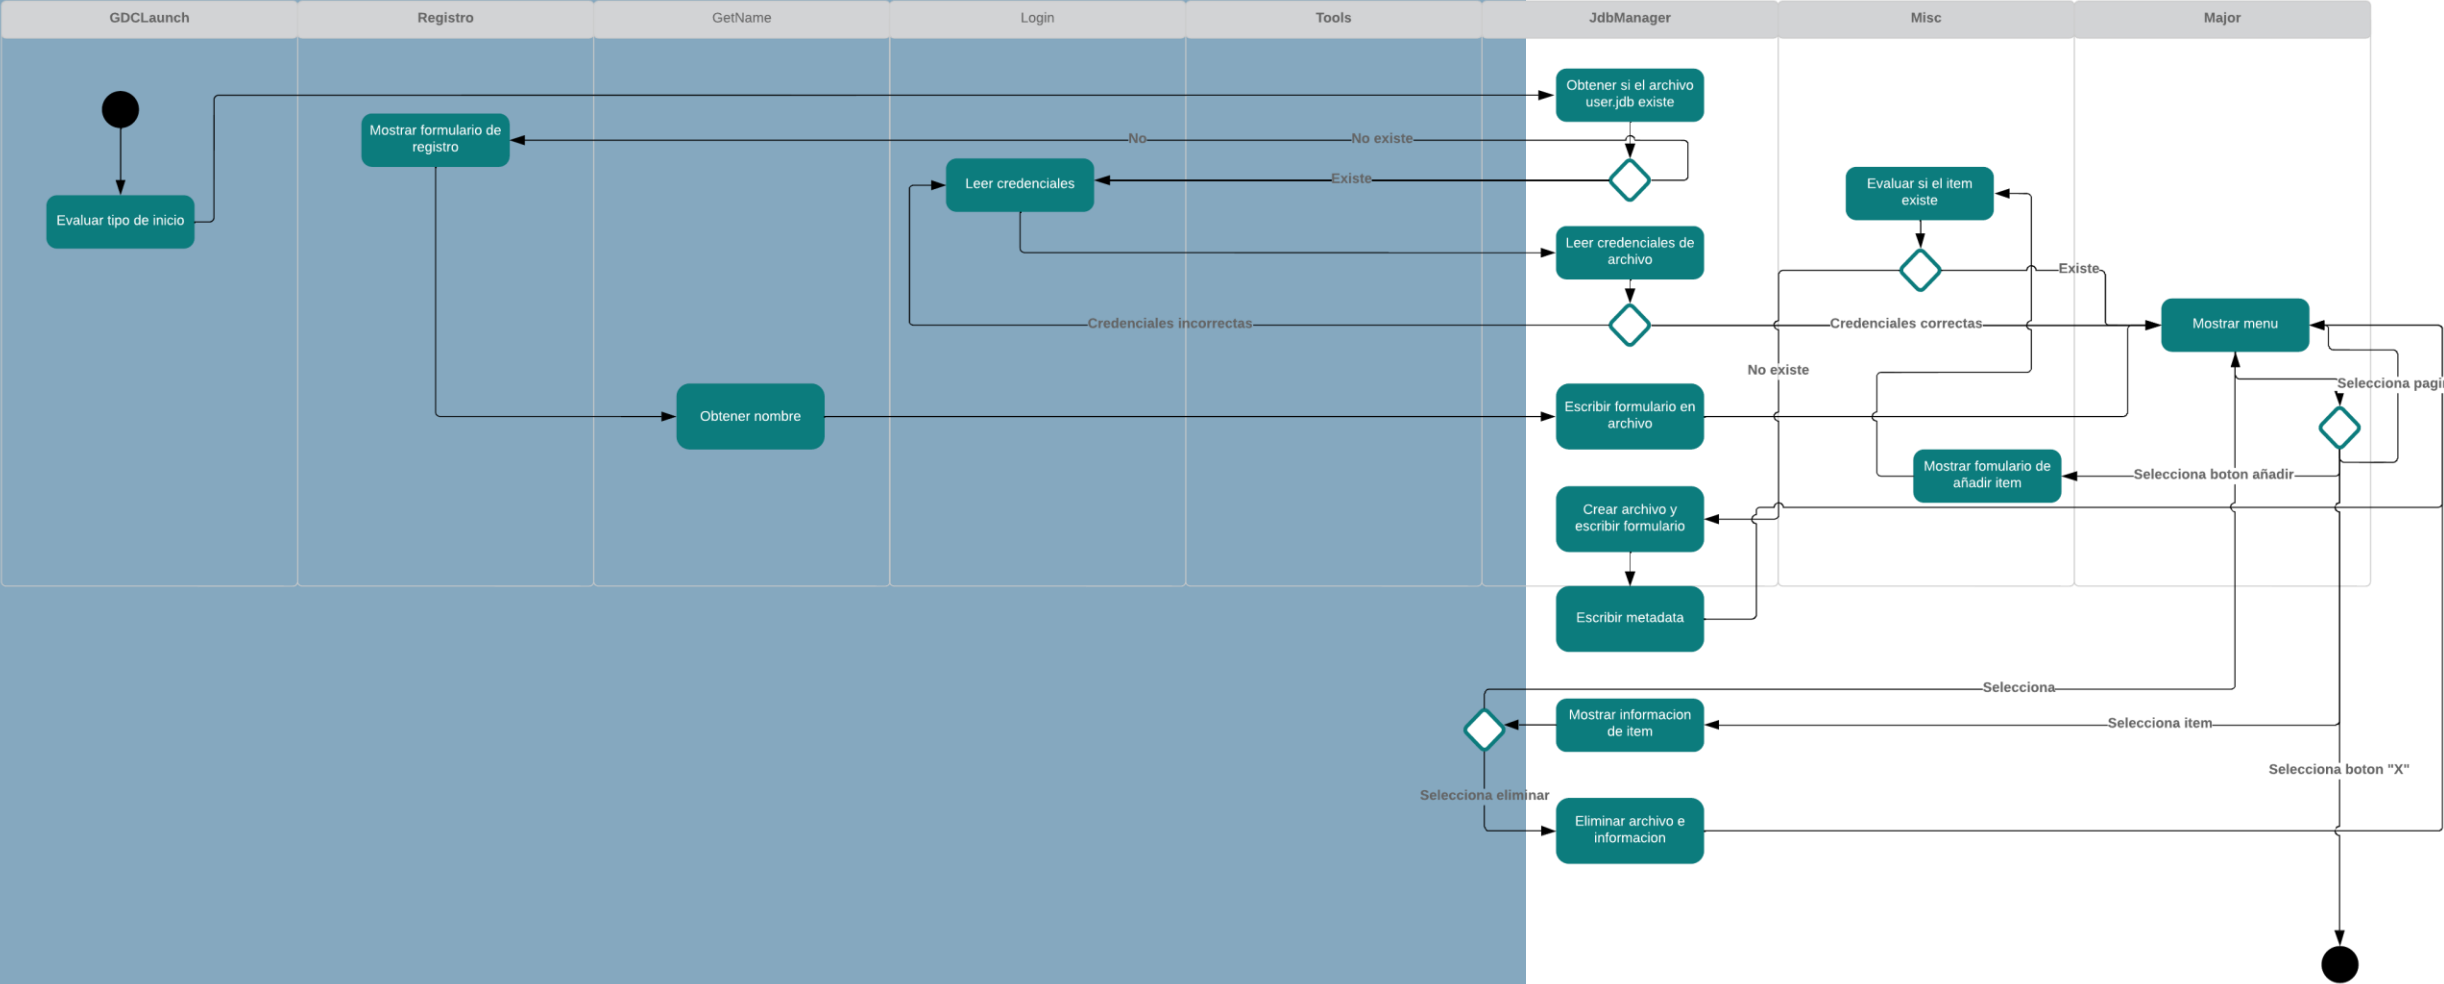 GDCLaunch
Registro
GetName
Login
Tools
JdbManager
Misc
Major
Obtener si el archivo
user.jdb existe
Mostrar formulario de
registro
No
No existe
Leer credenciales
Existe
Evaluar si el item
existe
Evaluar tipo de inicio
Leer credenciales de
archivo
Existe
Credenciales incorrectas
Credenciales correctas
Mostrar menu
No existe
Selecciona pagi
Obtener nombre
Escribir formulario en
archivo
Mostrar fomulario de
añadir item
Selecciona boton añadir
Crear archivo y
escribir formulario
Escribir metadata
Selecciona
Mostrar informacion
de item
Selecciona item
Selecciona boton "X"
Selecciona eliminar
Eliminar archivo e
informacion